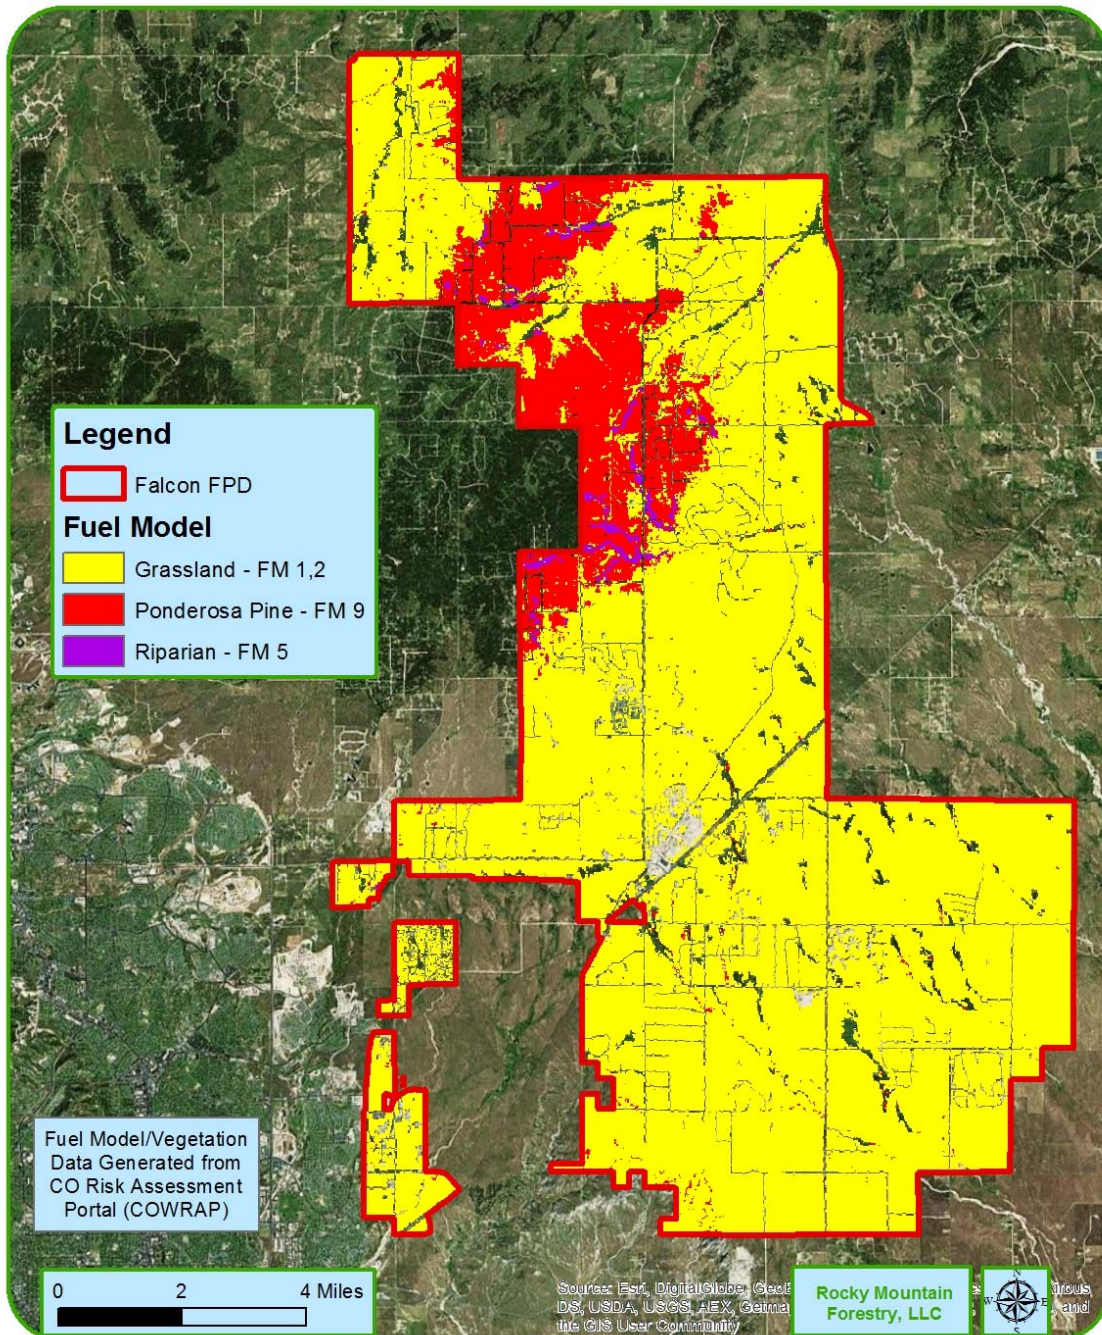 Legend
Falcon FPD
Fuel Model
Grassland - FM 1,2
Ponderosa Pine - FM 9
Riparian - FM 5
Fuel Model/Vegetation
Data Generated from
CO Risk Assessment
Portal (COWRAP)
0 2 4 Miles
Source: Esri, DigitalGlobe,
DS, USDA, USGS, AEX, and
the GIS User Community
Rocky Mountain
Forestry, LLC
N
W E
S